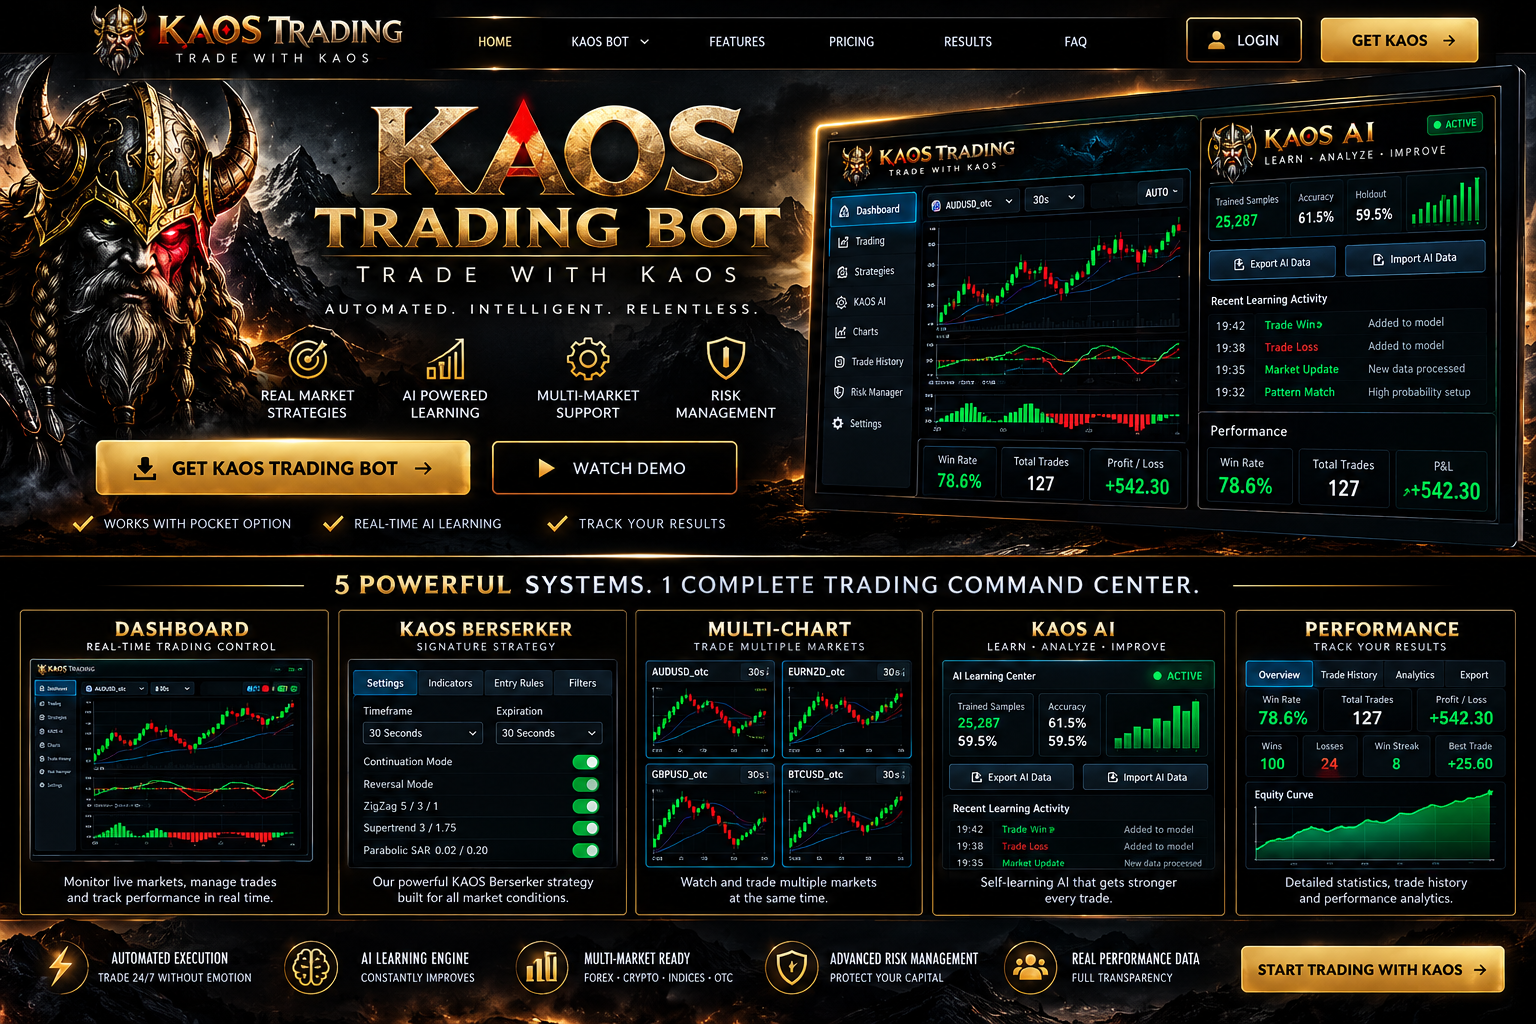 KAOS TRADING
TRADE WITH KAOS
HOME
KAOS BOT
FEATURES
PRICING
RESULTS
FAQ
LOGIN
GET KAOS
KAOS
TRADING BOT
TRADE WITH KAOS
AUTOMATED. INTELLIGENT. RELENTLESS.
REAL MARKET
STRATEGIES
AI POWERED
LEARNING
MULTI-MARKET
SUPPORT
RISK
MANAGEMENT
GET KAOS TRADING BOT
WATCH DEMO
WORKS WITH POCKET OPTION
REAL-TIME AI LEARNING
TRACK YOUR RESULTS
KAOS TRADING
TRADE WITH KAOS
Dashboard
Trading
Strategies
KAOS AI
Charts
Trade History
Risk Manager
Settings
AUDUSD_otc
30s
AUTO
Win Rate
78.6%
Total Trades
127
Profit / Loss
+542.30
KAOS AI
LEARN • ANALYZE • IMPROVE
ACTIVE
Trained Samples
25,287
Accuracy
61.5%
Holdout
59.5%
Export AI Data
Import AI Data
Recent Learning Activity
19:42 Trade Win Added to model
19:38 Trade Loss Added to model
19:35 Market Update New data processed
19:32 Pattern Match High probability setup
Performance
Win Rate
78.6%
Total Trades
127
P&L
+542.30
5 POWERFUL SYSTEMS. 1 COMPLETE TRADING COMMAND CENTER.
DASHBOARD
REAL-TIME TRADING CONTROL
KAOS TRADING
Dashboard
Trading
Strategies
KAOS AI
Charts
Settings
AUDUSD_otc
30s
Monitor live markets, manage trades
and track performance in real time.
KAOS BERSERKER
SIGNATURE STRATEGY
Settings
Indicators
Entry Rules
Filters
Timeframe
30 Seconds
Expiration
30 Seconds
Continuation Mode
Reversal Mode
ZigZag 5 / 3 / 1
Supertrend 3 / 1.75
Parabolic SAR 0.02 / 0.20
Our powerful KAOS Berserker strategy
built for all market conditions.
MULTI-CHART
TRADE MULTIPLE MARKETS
AUDUSD_otc 30s
EURNZD_otc 30s
GBPUSD_otc 30s
BTCUSD_otc 30s
Watch and trade multiple markets
at the same time.
KAOS AI
LEARN • ANALYZE • IMPROVE
AI Learning Center
ACTIVE
Trained Samples
25,287
59.5%
Accuracy
61.5%
59.5%
Export AI Data
Import AI Data
Recent Learning Activity
19:42 Trade Win Added to model
19:38 Trade Loss Added to model
19:35 Market Update New data processed
Self-learning AI that gets stronger
every trade.
PERFORMANCE
TRACK YOUR RESULTS
Overview
Trade History
Analytics
Export
Win Rate
78.6%
Total Trades
127
Profit / Loss
+542.30
Wins
100
Losses
24
Win Streak
8
Best Trade
+25.60
Equity Curve
Detailed statistics, trade history
and performance analytics.
AUTOMATED EXECUTION
TRADE 24/7 WITHOUT EMOTION
AI LEARNING ENGINE
CONSTANTLY IMPROVES
MULTI-MARKET READY
FOREX • CRYPTO • INDICES • OTC
ADVANCED RISK MANAGEMENT
PROTECT YOUR CAPITAL
REAL PERFORMANCE DATA
FULL TRANSPARENCY
START TRADING WITH KAOS